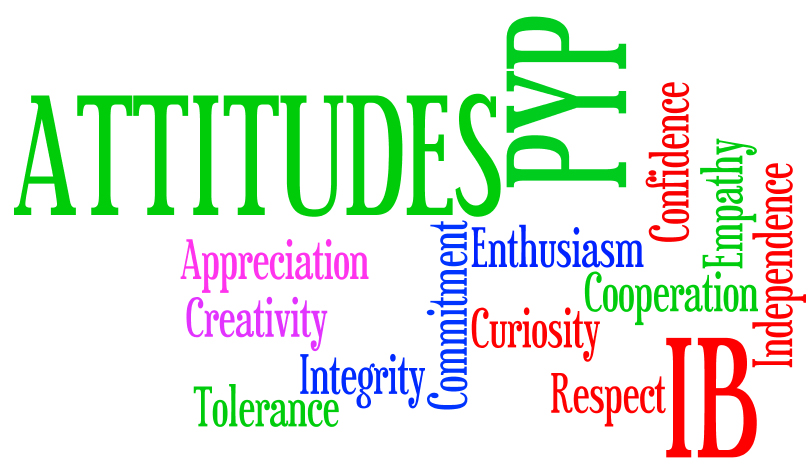 ATTITUDES
PYP
Confidence
Empathy
Independence
Appreciation
Commitment
Enthusiasm
Cooperation
Creativity
Curiosity
Integrity
Tolerance
Respect
IB